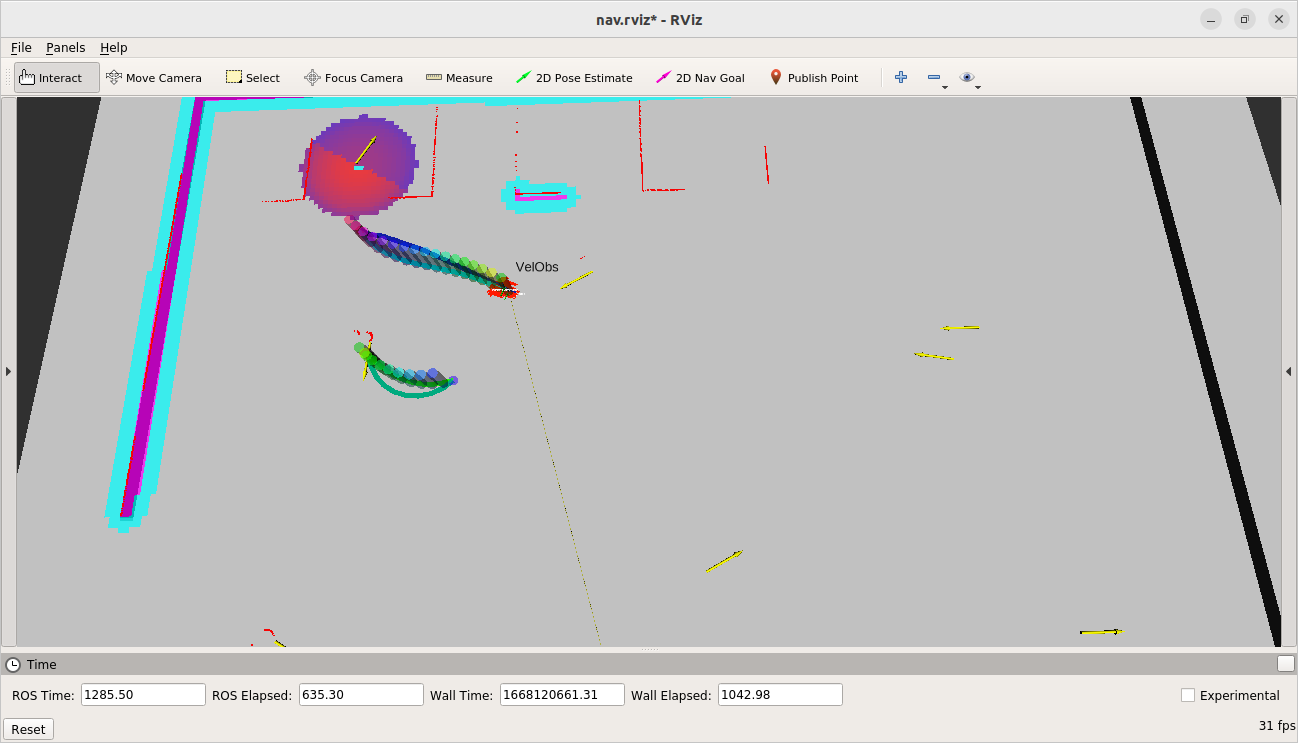 nav.rviz* - RViz
File Panels Help
Interact Move Camera Select Focus Camera Measure 2D Pose Estimate 2D Nav Goal Publish Point
VelObs
Time
ROS Time: 1285.50 ROS Elapsed: 635.30 Wall Time: 1668120661.31 Wall Elapsed: 1042.98 Experimental
Reset 31 fps